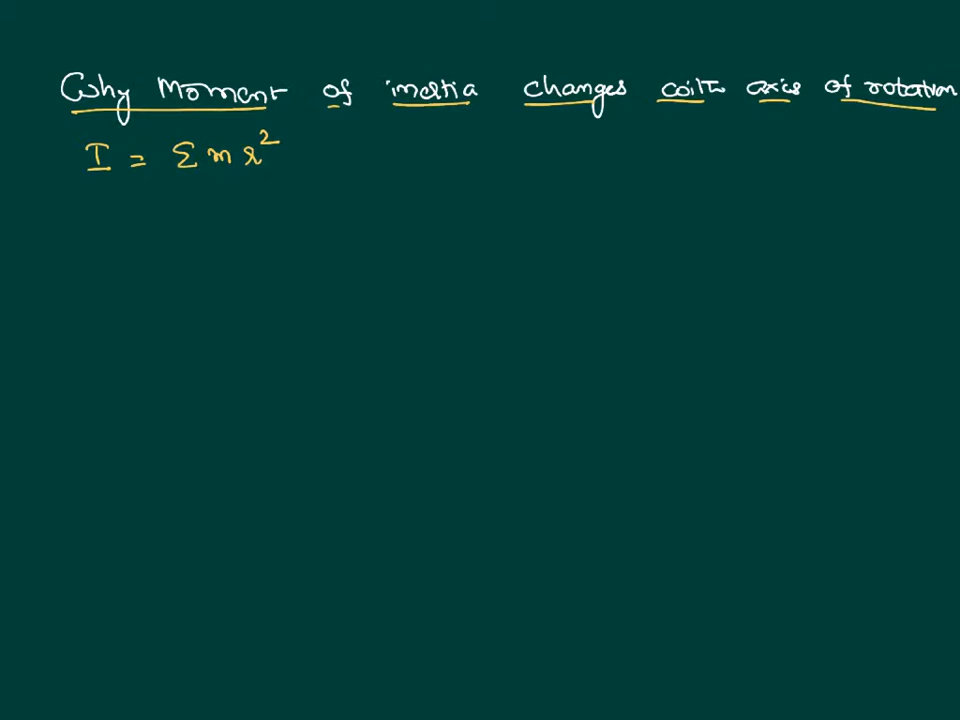 Why Moment of inertia changes with axis of rotation
I = Σ m r²